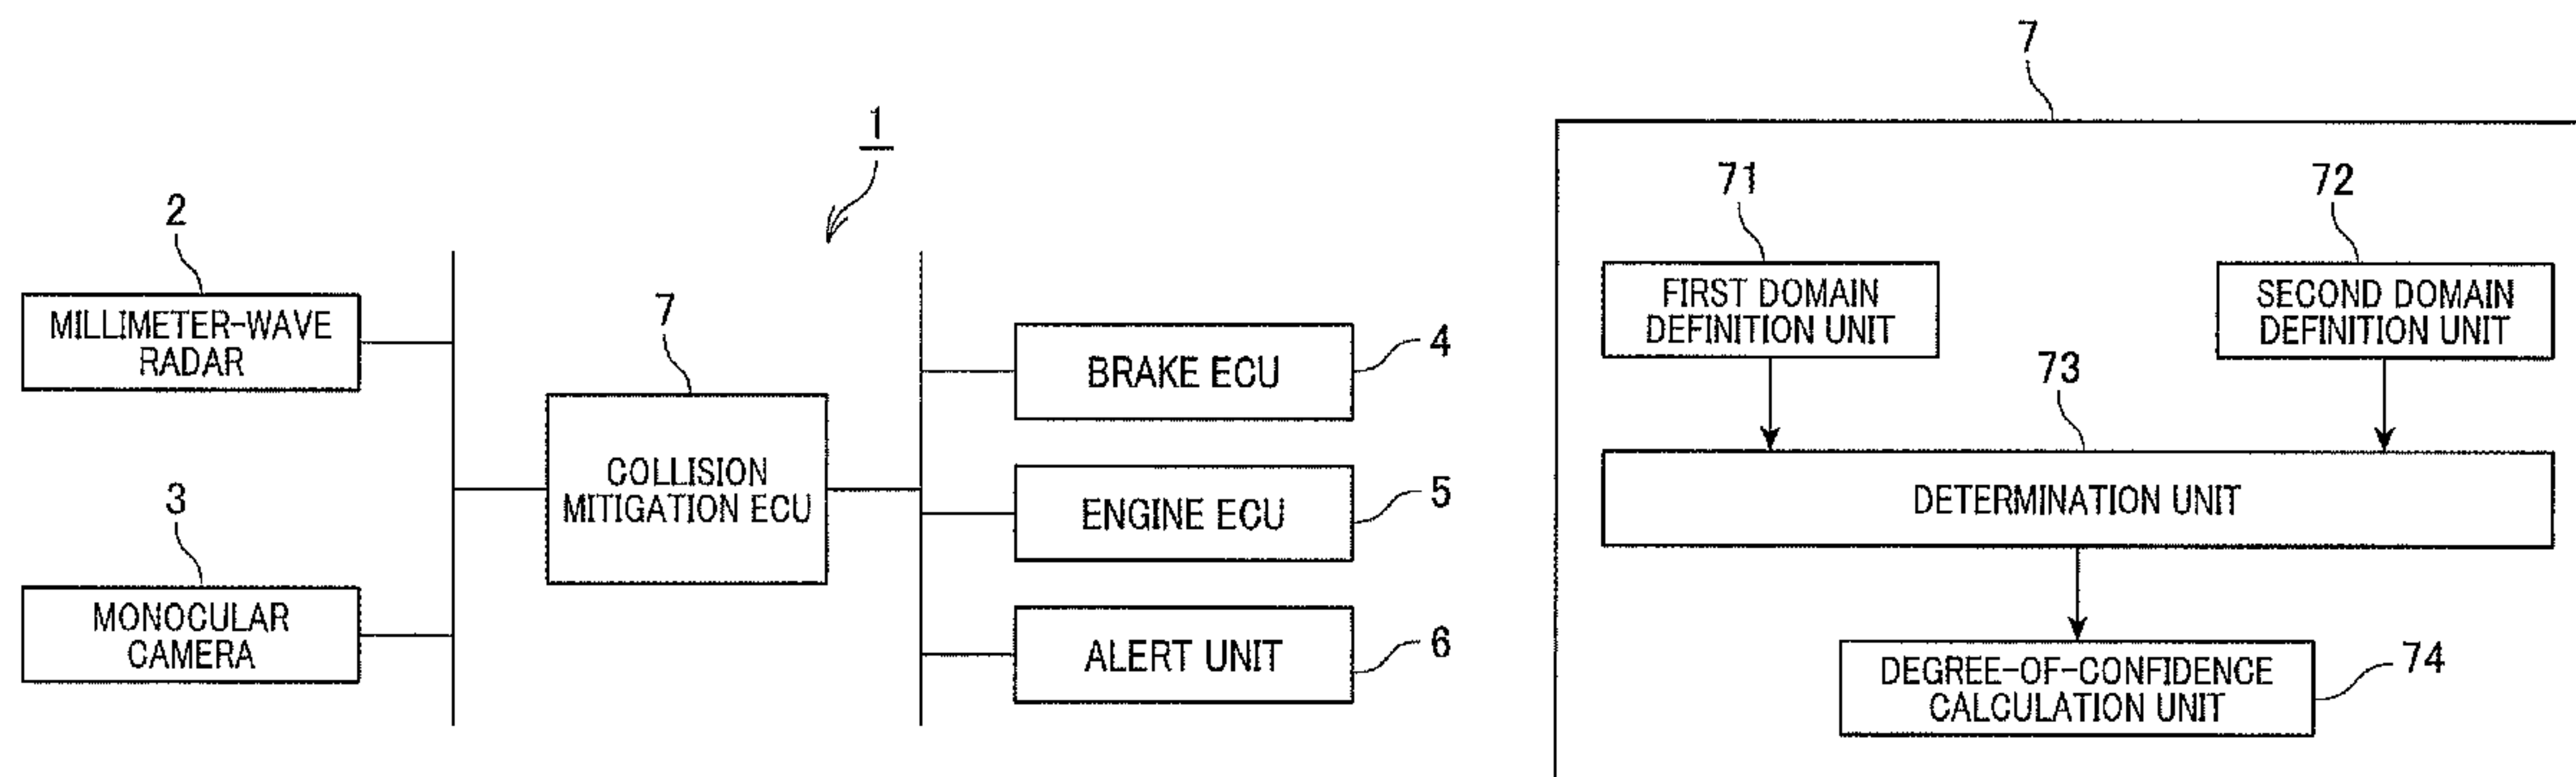 1
2
MILLIMETER-WAVE
RADAR
3
MONOCULAR
CAMERA
7
COLLISION
MITIGATION ECU
BRAKE ECU
4
ENGINE ECU
5
ALERT UNIT
6
7
71
FIRST DOMAIN
DEFINITION UNIT
72
SECOND DOMAIN
DEFINITION UNIT
73
DETERMINATION UNIT
DEGREE-OF-CONFIDENCE
CALCULATION UNIT
74